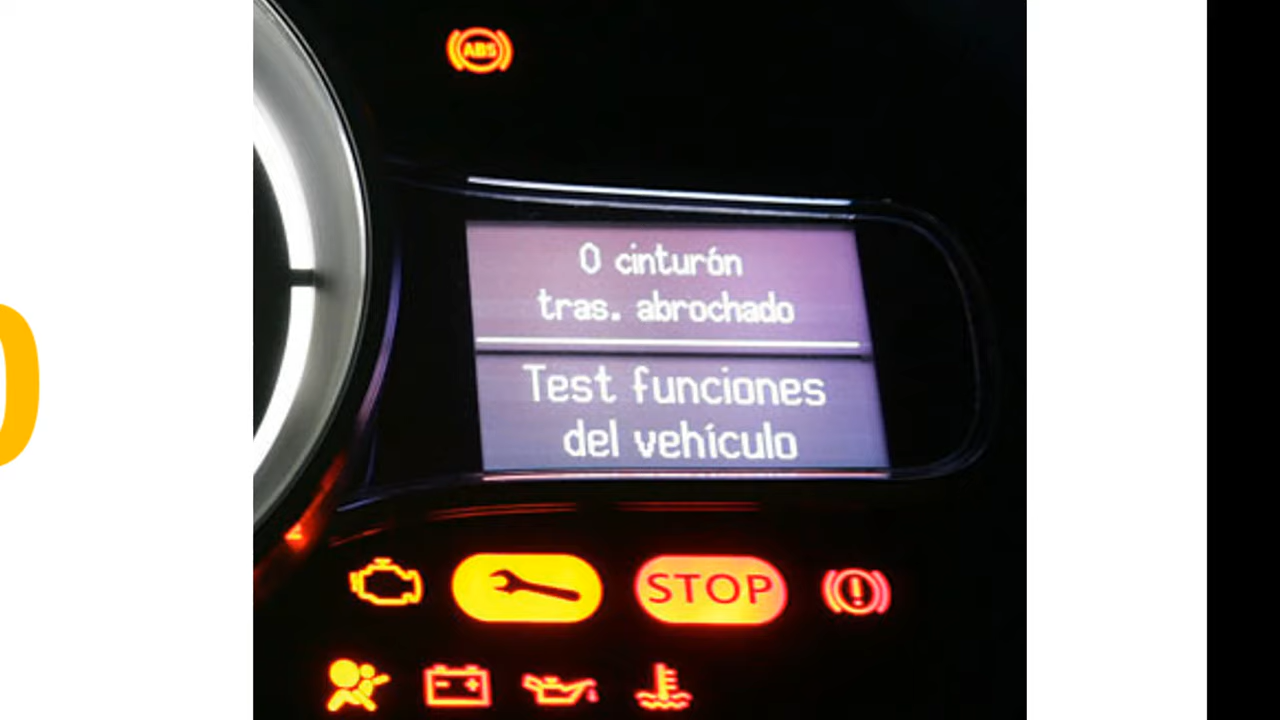 ABS
0 cinturón
tras. abrochado
Test funciones
del vehículo
STOP